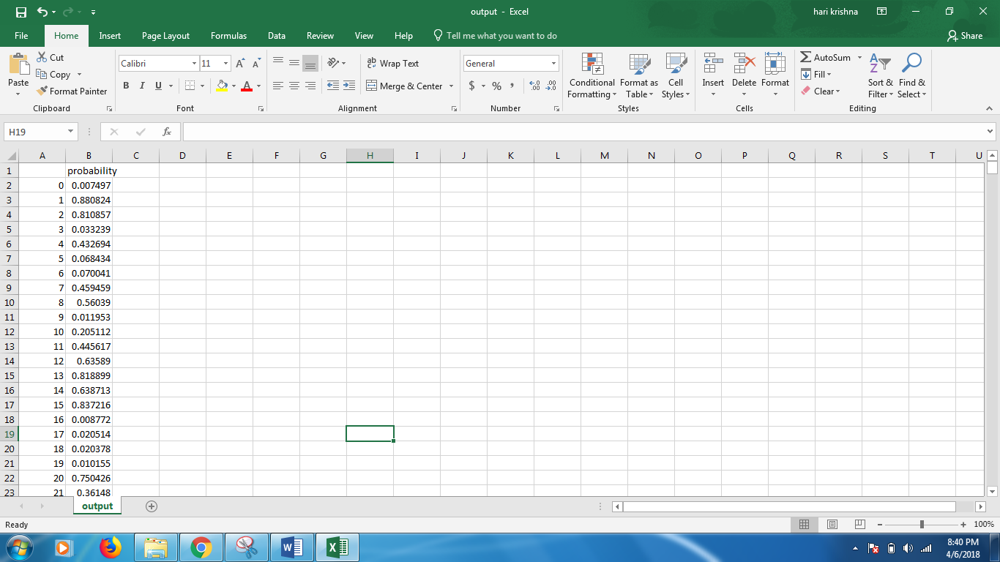 output - Excel
hari krishna
File Home Insert Page Layout Formulas Data Review View Help Tell me what you want to do Share
Paste
Cut
Copy
Format Painter
Clipboard
Calibri 11 A A
B I U A
Font
Wrap Text
Merge & Center
Alignment
General
$ % , .0 .00 .00 .0
Number
Conditional Formatting
Format as Table
Cell Styles
Styles
Insert Delete Format
Cells
AutoSum
Fill
Clear
Sort & Filter
Find & Select
Editing
H19 fx
A B C D E F G H I J K L M N O P Q R S T U
1 probability
2 0 0.007497
3 1 0.880824
4 2 0.810857
5 3 0.033239
6 4 0.432694
7 5 0.068434
8 6 0.070041
9 7 0.459459
10 8 0.56039
11 9 0.011953
12 10 0.205112
13 11 0.445617
14 12 0.63589
15 13 0.818899
16 14 0.638713
17 15 0.837216
18 16 0.008772
19 17 0.020514
20 18 0.020378
21 19 0.010155
22 20 0.750426
23 21 0.36148
output
Ready
100%
8:40 PM
4/6/2018